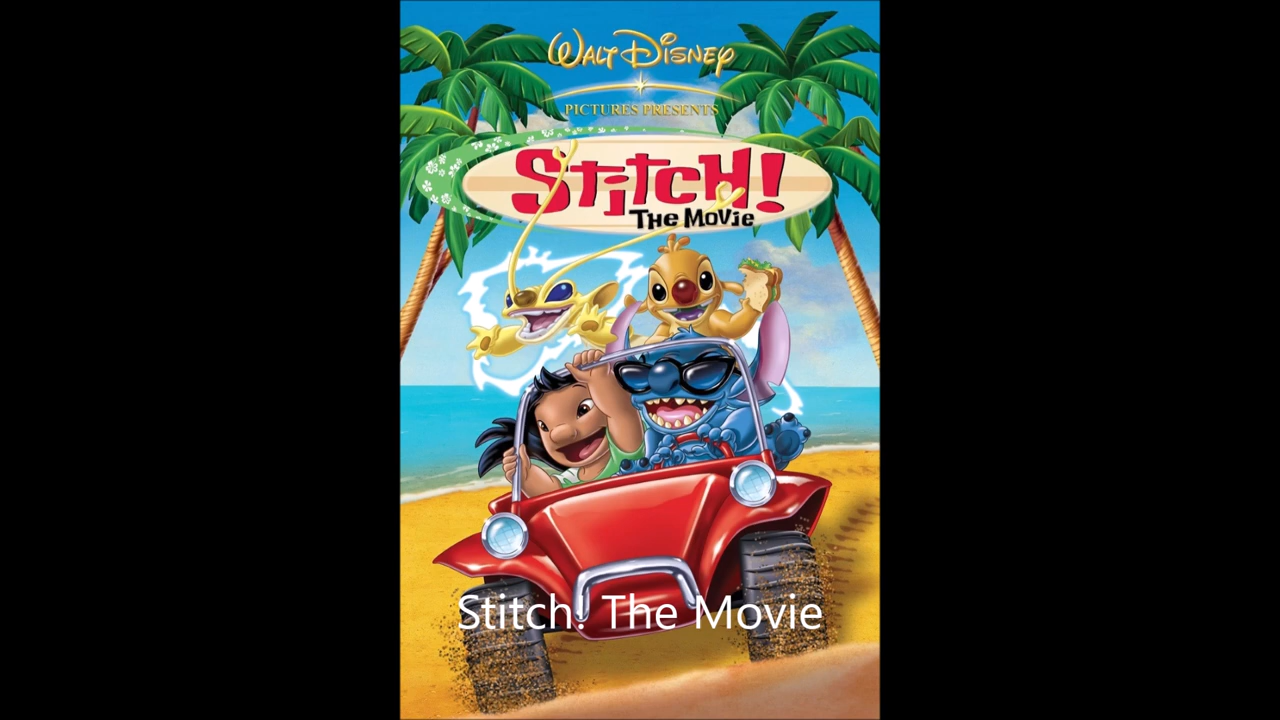 WALT DISNEY
PICTURES PRESENTS
STITCH!
THE MOVIE
Stitch! The Movie